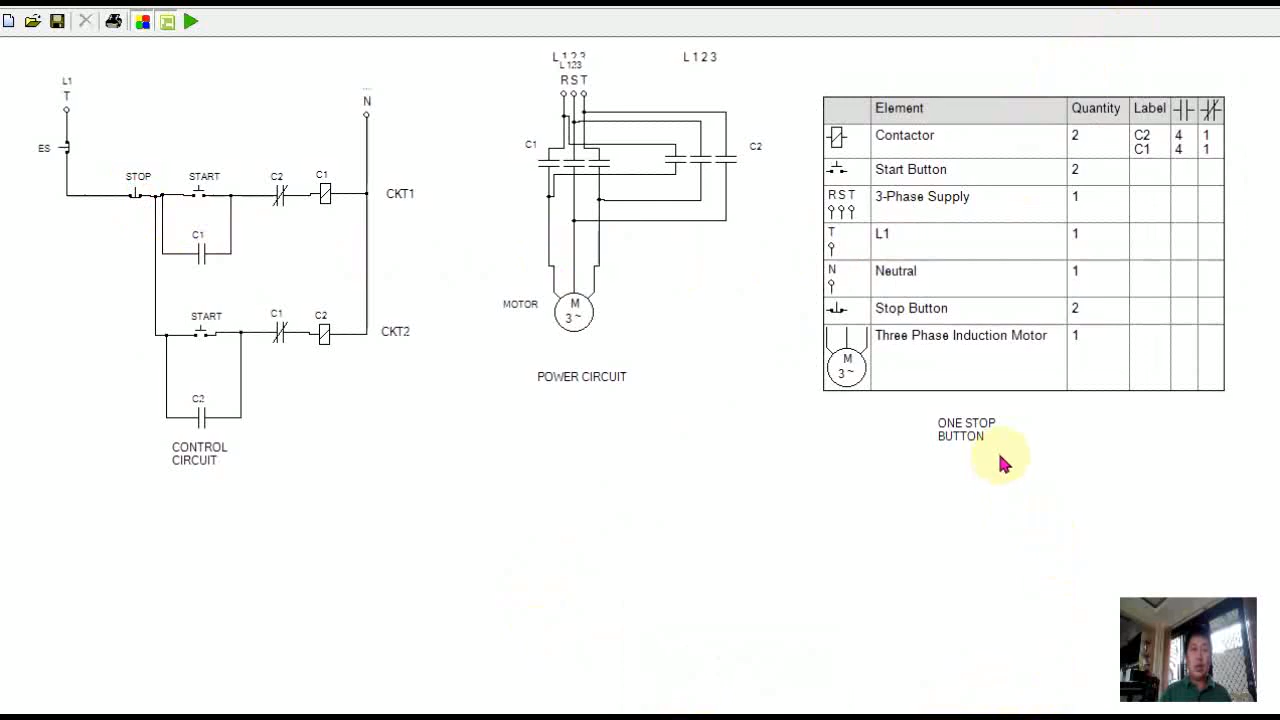 L1
T
ES
STOP
START
C2
C1
N
CKT1
C1
START
C1
C2
CKT2
C2
CONTROL
CIRCUIT
L 1 2 3
L 123
R S T
L 1 2 3
C1
C2
MOTOR
M
3 ~
POWER CIRCUIT
Element Quantity Label
Contactor 2 C2 4 1
C1 4 1
Start Button 2
R S T 3-Phase Supply 1
T L1 1
N Neutral 1
Stop Button 2
Three Phase Induction Motor 1
M
3 ~
ONE STOP
BUTTON